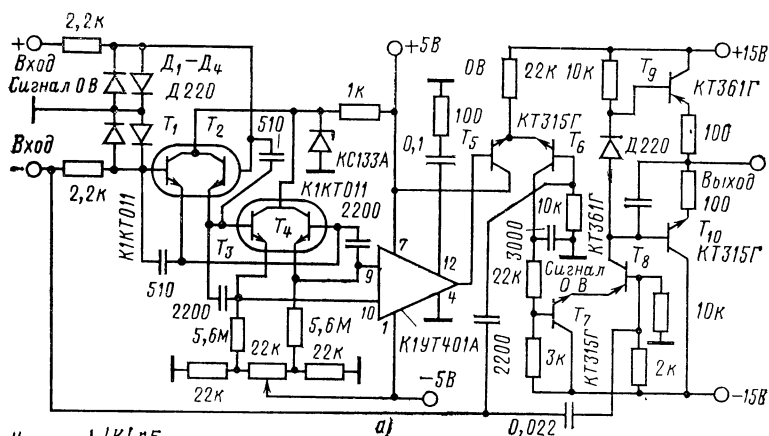 2,2к
+
Вход
Сигнал 0В
Вход
-
2,2к
Д1-Д4
Д220
Т1
Т2
510
К1КТ011
1к
+5В
КС133А
К1КТ011
Т3
Т4
2200
510
2200
5,6М
5,6М
22к
22к
22к
-5В
9
10
7
12
4
1
К1УТ401А
0В
100
0,1
22к
10к
Т5
КТ315Г
Т6
3000
10к
Сигнал
0В
22к
3к
Т7
КТ315Г
2200
0,022
КТ361Г
Т8
2к
10к
Д220
Т9
+15В
КТ361Г
100
Выход
100
Т10
КТ315Г
-15В
а)